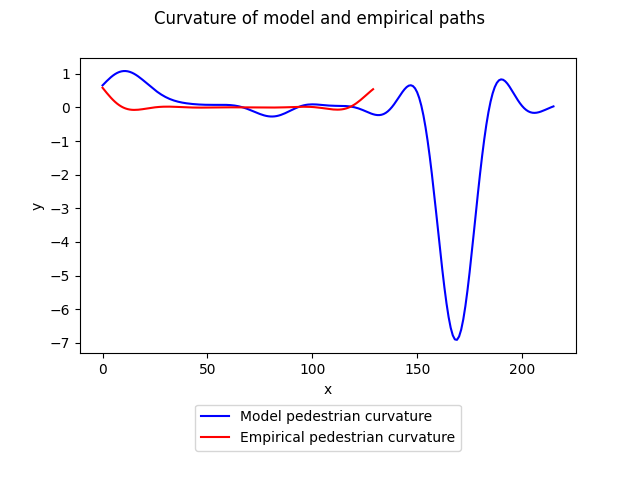 Curvature of model and empirical paths
1
0
−1
−2
−3
−4
−5
−6
−7
y
0 50 100 150 200
x
Model pedestrian curvature
Empirical pedestrian curvature